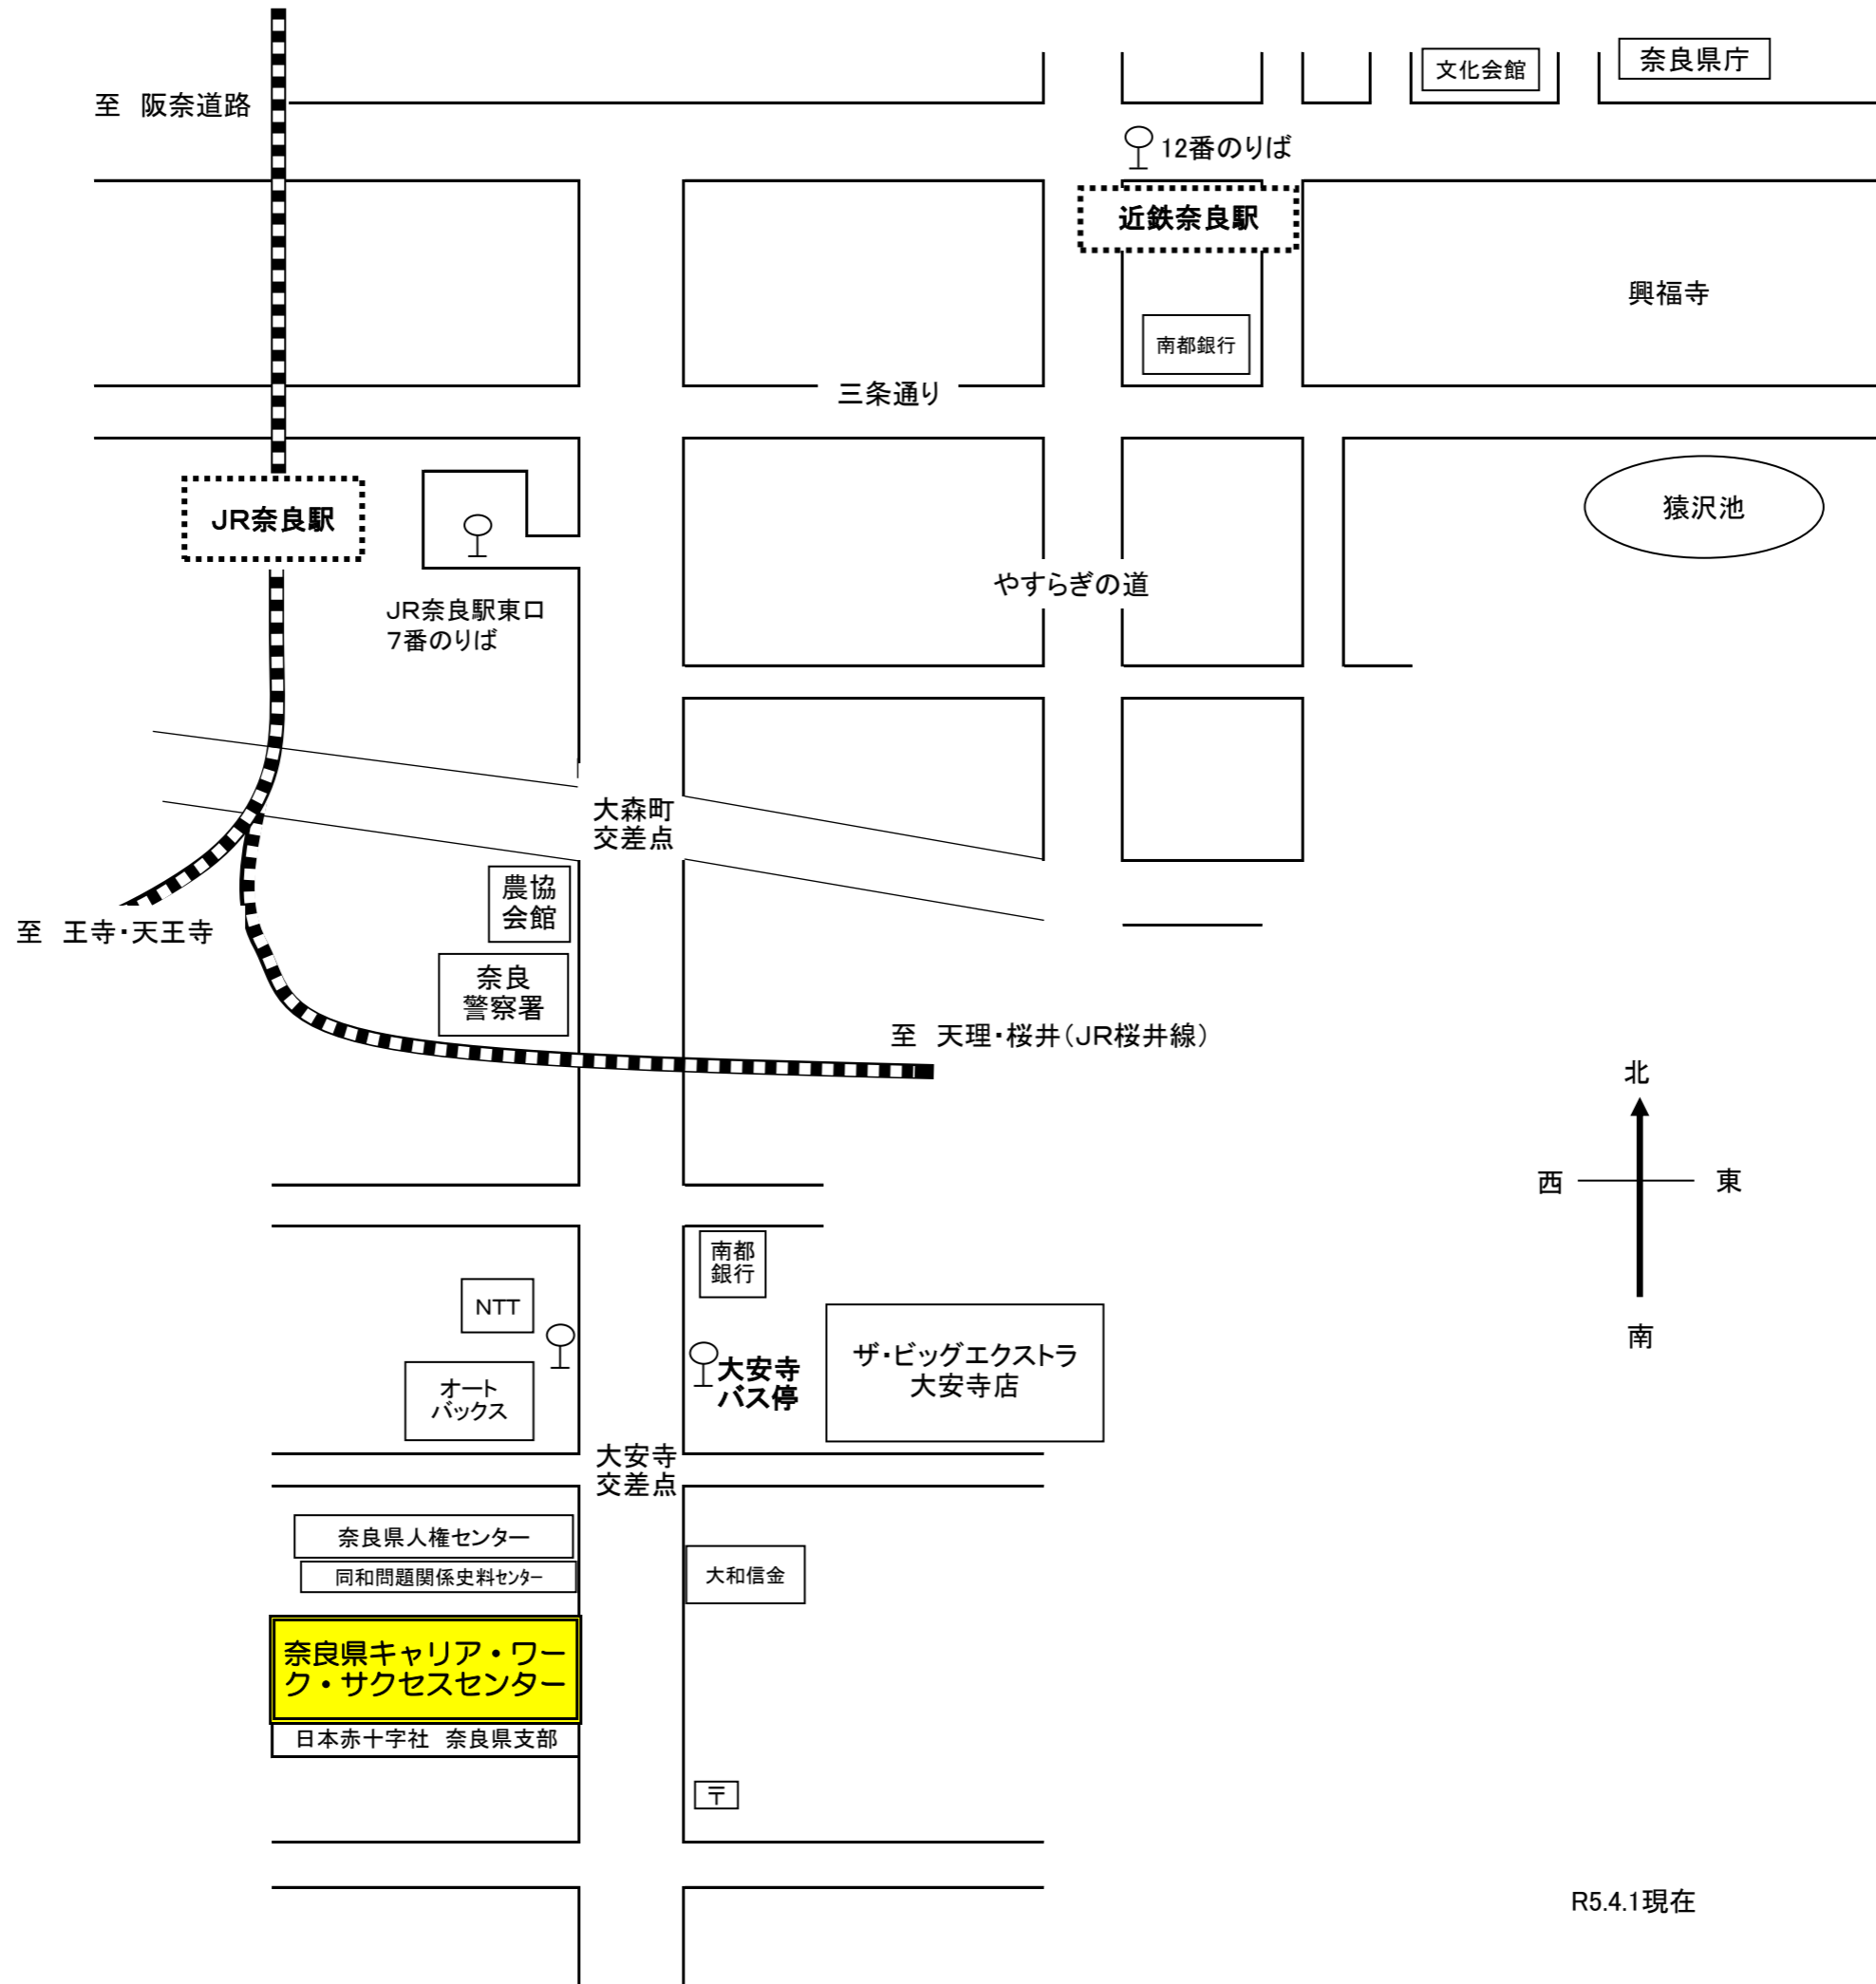 文化会館
奈良県庁
至　阪奈道路
12番のりば
近鉄奈良駅
興福寺
南都銀行
三条通り
JR奈良駅
猿沢池
やすらぎの道
JR奈良駅東口
7番のりば
大森町
交差点
農協
会館
至　王寺・天王寺
奈良
警察署
至　天理・桜井（JR桜井線）
北
西
東
南
南都
銀行
NTT
大安寺
バス停
ザ・ビッグエクストラ
大安寺店
オート
バックス
大安寺
交差点
奈良県人権センター
同和問題関係史料センター
大和信金
奈良県キャリア・ワー
ク・サクセスセンター
日本赤十字社　奈良県支部
〒
R5.4.1現在